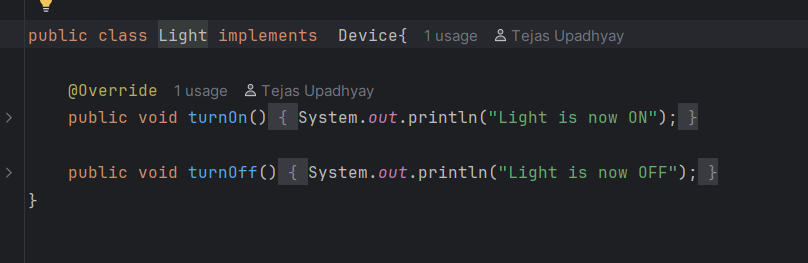 public class Light implements  Device{ 1 usage Tejas Upadhyay
@Override 1 usage Tejas Upadhyay
public void turnOn() { System.out.println("Light is now ON"); }
public void turnOff() { System.out.println("Light is now OFF"); }
}